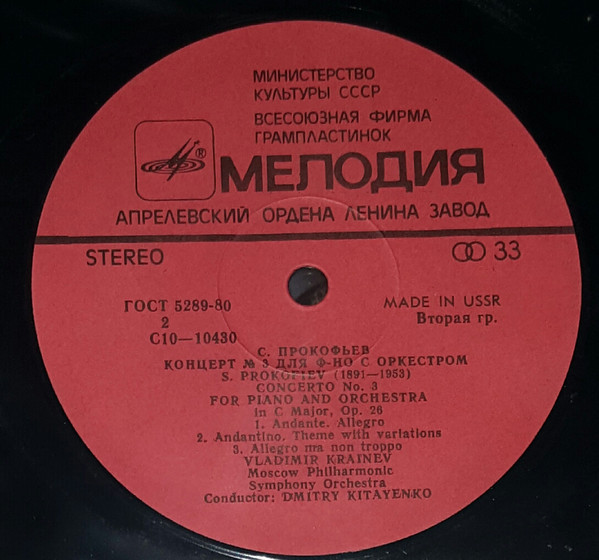 МИНИСТЕРСТВО
КУЛЬТУРЫ СССР
ВСЕСОЮЗНАЯ ФИРМА
ГРАМПЛАСТИНОК
®
МЕЛОДИЯ
АПРЕЛЕВСКИЙ ОРДЕНА ЛЕНИНА ЗАВОД
STEREO
33
ГОСТ 5289-80
MADE IN USSR
2
Вторая гр.
С10—10430
С. ПРОКОФЬЕВ
КОНЦЕРТ № 3 ДЛЯ Ф-НО С ОРКЕСТРОМ
S. PROKOFIEV (1891—1953)
CONCERTO No. 3
FOR PIANO AND ORCHESTRA
in C Major, Op. 26
1. Andante. Allegro
2. Andantino. Theme with variations
3. Allegro ma non troppo
VLADIMIR KRAINEV
Moscow Philharmonic
Symphony Orchestra
Conductor: DMITRY KITAYENKO